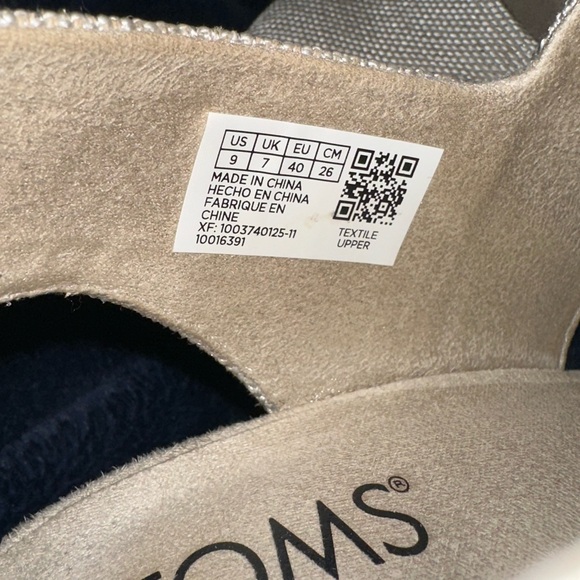 US UK EU CM
9 7 40 26
MADE IN CHINA
HECHO EN CHINA
FABRIQUE EN
CHINE
XF: 1003740125-11
10016391
TEXTILE
UPPER
TOMS®